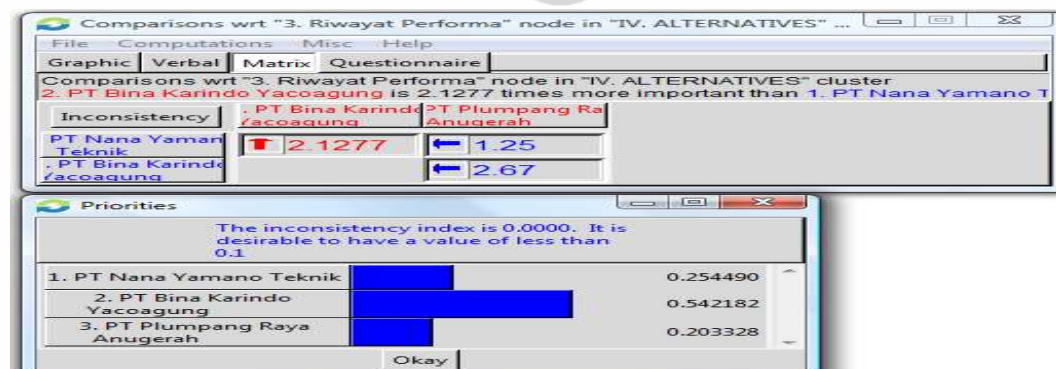 Comparisons wrt "3. Riwayat Performa" node in "IV. ALTERNATIVES" ...
File Computations Misc Help
Graphic Verbal Matrix Questionnaire
Comparisons wrt "3. Riwayat Performa" node in "IV. ALTERNATIVES" cluster
2. PT Bina Karindo Yacoagung is 2.1277 times more important than 1. PT Nana Yamano T
Inconsistency . PT Bina Karindo PT Plumpang Ra
Yacoagung Anugerah
PT Nana Yaman 2.1277 1.25
Teknik
. PT Bina Karindo 2.67
Yacoagung
Priorities
The inconsistency index is 0.0000. It is
desirable to have a value of less than
0.1
1. PT Nana Yamano Teknik 0.254490
2. PT Bina Karindo 0.542182
Yacoagung
3. PT Plumpang Raya 0.203328
Anugerah
Okay